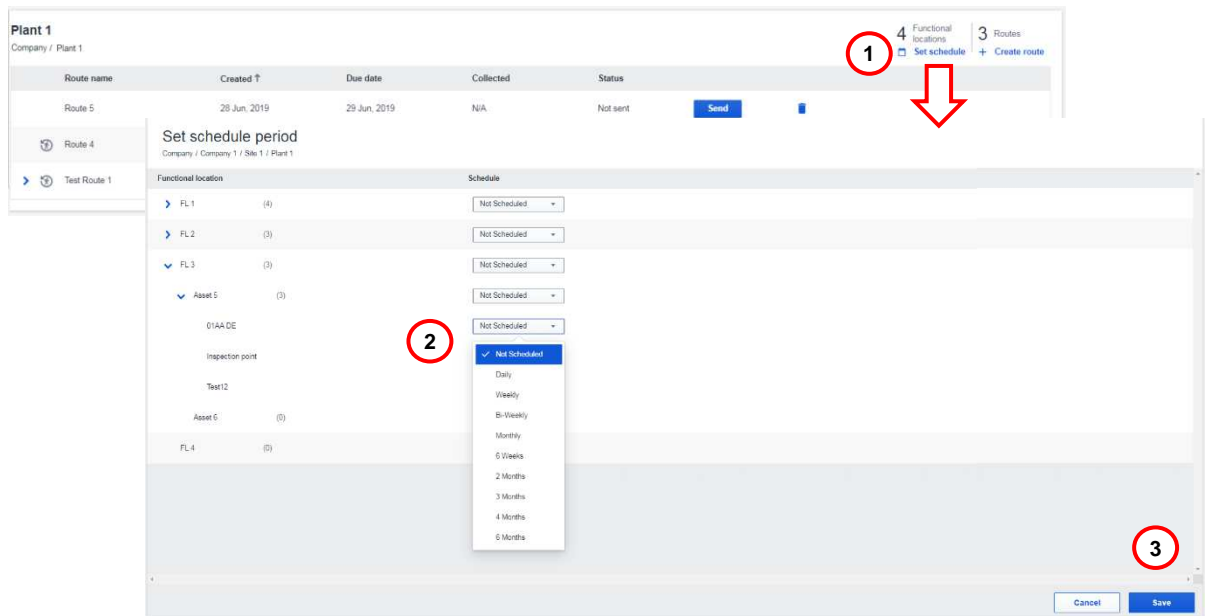 Plant 1
Company / Plant 1
4 Functional locations
3 Routes
1
Set schedule
+ Create route
Route name Created ↑ Due date Collected Status
Route 5 28 Jun, 2019 29 Jun, 2019 N/A Not sent Send
Route 4
Test Route 1
Set schedule period
Company / Company 1 / Site 1 / Plant 1
Functional location Schedule
FL 1 (4) Not Scheduled
FL 2 (3) Not Scheduled
FL 3 (3) Not Scheduled
Asset 5 (3) Not Scheduled
01AA DE Not Scheduled
2
Inspection point
Test12
Asset 6 (0)
FL 4 (0)
Not Scheduled
Daily
Weekly
Bi-Weekly
Monthly
6 Weeks
2 Months
3 Months
4 Months
6 Months
3
Cancel Save